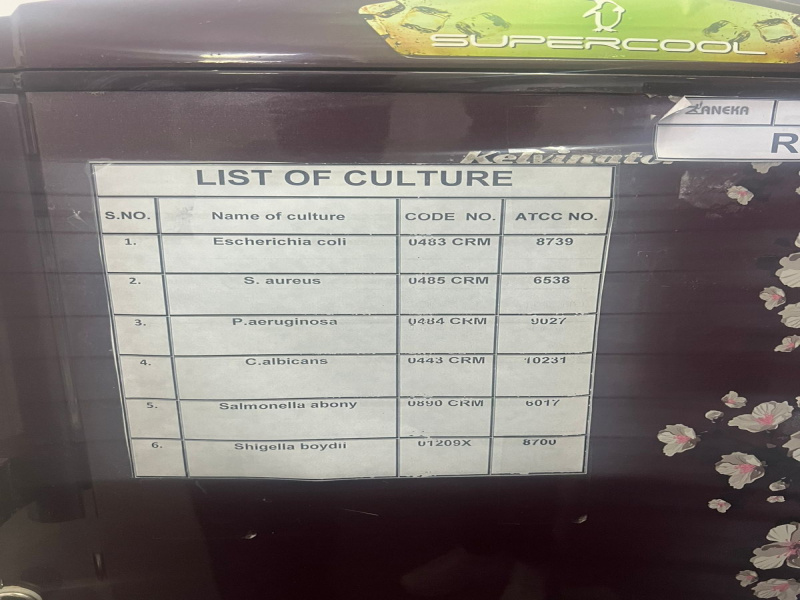 SUPERCOOL
ZANEKA
R
Kelvinator
LIST OF CULTURE
S.NO. Name of culture CODE NO. ATCC NO.
1. Escherichia coli 0483 CRM 8739
2. S. aureus 0485 CRM 6538
3. P.aeruginosa 0484 CRM 9027
4. C.albicans 0443 CRM 10231
5. Salmonella abony 0890 CRM 6017
6. Shigella boydii 01209X 8700